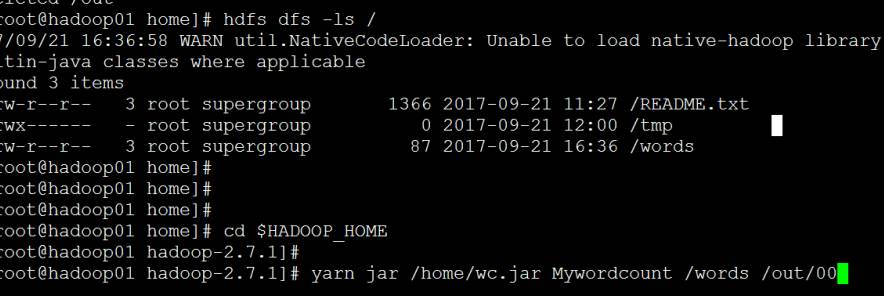 eleted /out
root@hadoop01 home]# hdfs dfs -ls /
7/09/21 16:36:58 WARN util.NativeCodeLoader: Unable to load native-hadoop library
ltin-java classes where applicable
ound 3 items
rw-r--r--   3 root supergroup       1366 2017-09-21 11:27 /README.txt
rwx------   - root supergroup          0 2017-09-21 12:00 /tmp
rw-r--r--   3 root supergroup         87 2017-09-21 16:36 /words
root@hadoop01 home]#
root@hadoop01 home]#
root@hadoop01 home]#
root@hadoop01 home]# cd $HADOOP_HOME
root@hadoop01 hadoop-2.7.1]#
root@hadoop01 hadoop-2.7.1]# yarn jar /home/wc.jar Mywordcount /words /out/00